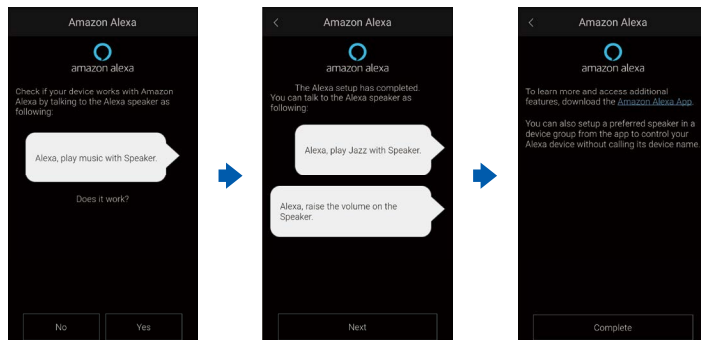 Amazon Alexa
amazon alexa
Check if your device works with Amazon
Alexa by talking to the Alexa speaker as
following:
Alexa, play music with Speaker.
Does it work?
No
Yes
Amazon Alexa
amazon alexa
The Alexa setup has completed.
You can talk to the Alexa speaker as
following:
Alexa, play Jazz with Speaker.
Alexa, raise the volume on the
Speaker.
Next
Amazon Alexa
amazon alexa
To learn more and access additional
features, download the Amazon Alexa App.
You can also setup a preferred speaker in a
device group from the app to control your
Alexa device without calling its device name.
Complete